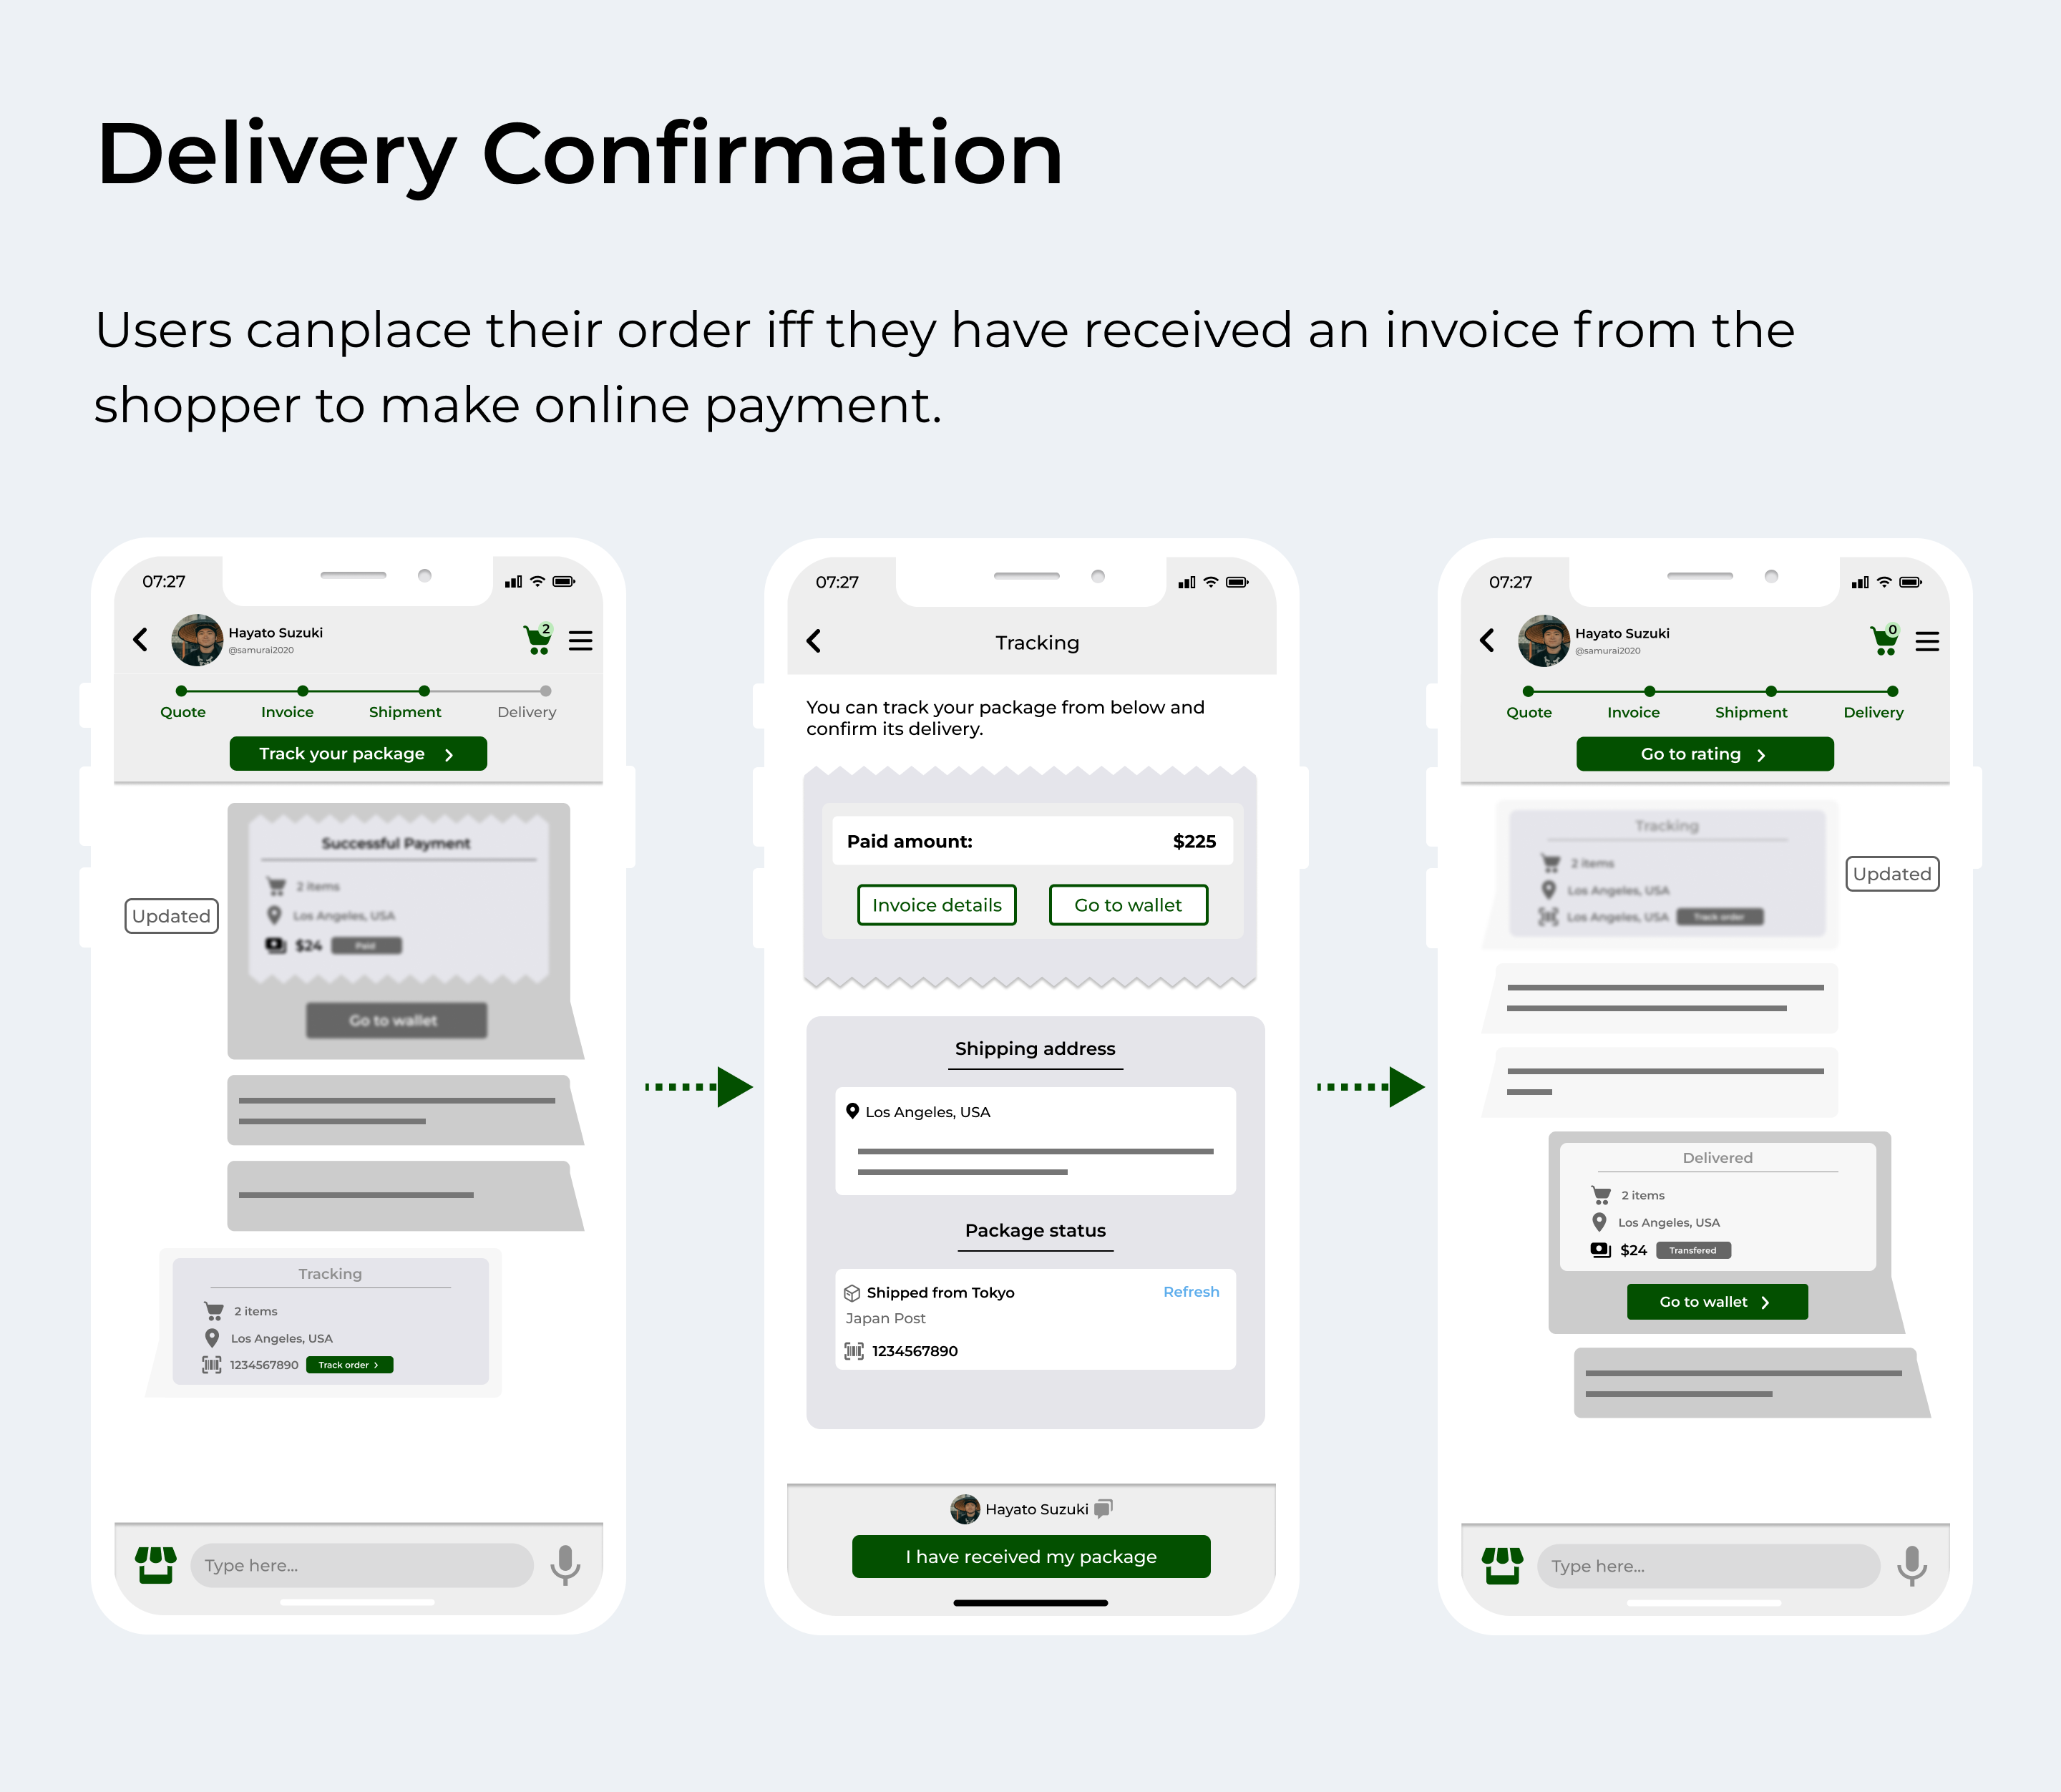 Delivery Confirmation
Users canplace their order iff they have received an invoice from the
shopper to make online payment.
07:27
Hayato Suzuki
@samurai2020
2
Quote Invoice Shipment Delivery
Track your package
Successful Payment
2 items
Los Angeles, USA
$24 Paid
Updated
Go to wallet
Tracking
2 items
Los Angeles, USA
1234567890 Track order
Type here...
07:27
Tracking
You can track your package from below and
confirm its delivery.
Paid amount: $225
Invoice details Go to wallet
Shipping address
Los Angeles, USA
Package status
Shipped from Tokyo Refresh
Japan Post
1234567890
Hayato Suzuki
I have received my package
07:27
Hayato Suzuki
@samurai2020
0
Quote Invoice Shipment Delivery
Go to rating
Tracking
2 items
Updated
Los Angeles, USA
Los Angeles, USA Track order
Delivered
2 items
Los Angeles, USA
$24 Transfered
Go to wallet
Type here...